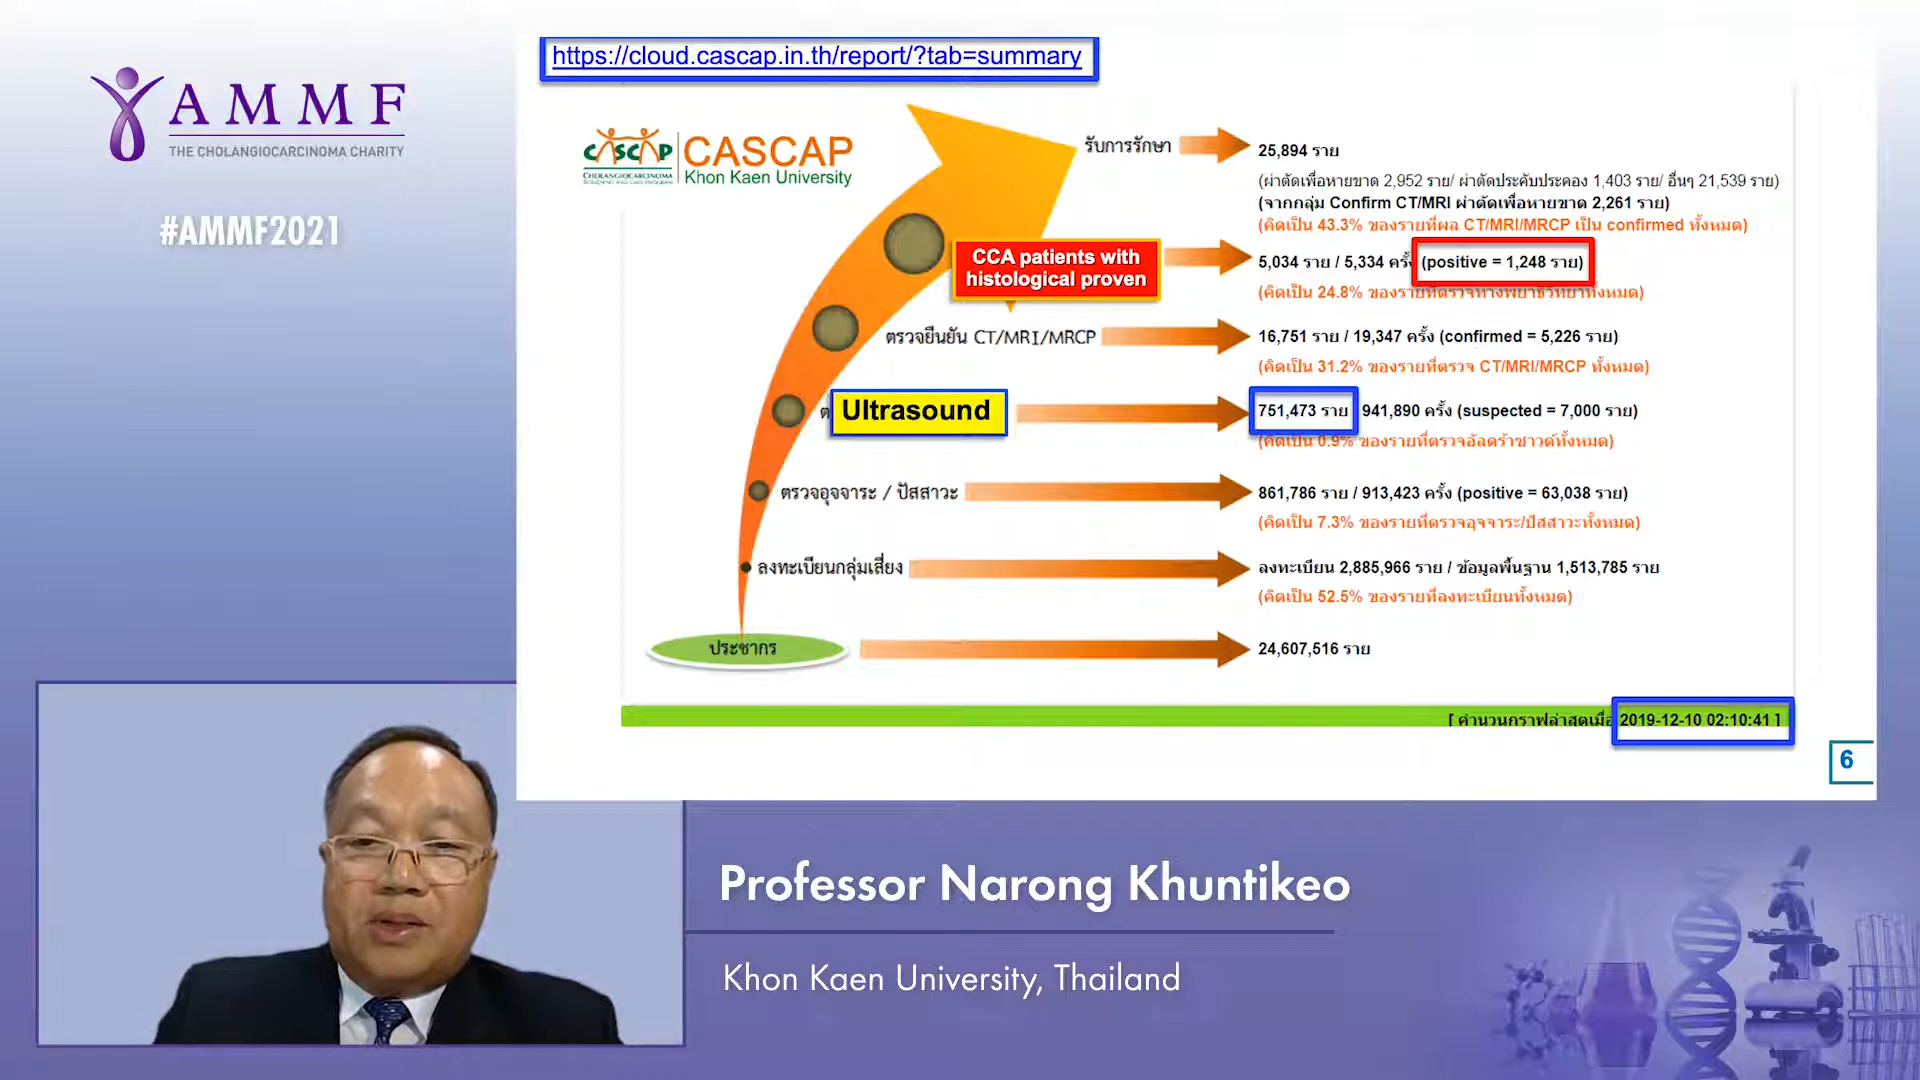 AMMF
THE CHOLANGIOCARCINOMA CHARITY
#AMMF2021
https://cloud.cascap.in.th/report/?tab=summary
CASCAP
CHOLANGIOCARCINOMA
SCREENING AND CARE PROGRAM
CASCAP
Khon Kaen University
รับการรักษา
25,894 ราย
(ผ่าตัดเพื่อหายขาด 2,952 ราย/ ผ่าตัดประคับประคอง 1,403 ราย/ อื่นๆ 21,539 ราย)
(จากกลุ่ม Confirm CT/MRI ผ่าตัดเพื่อหายขาด 2,261 ราย)
(คิดเป็น 43.3% ของรายที่ผล CT/MRI/MRCP เป็น confirmed ทั้งหมด)
CCA patients with
histological proven
5,034 ราย / 5,334 ครั้ง (positive = 1,248 ราย)
(คิดเป็น 24.8% ของรายที่ตรวจทางพยาธิวิทยาทั้งหมด)
ตรวจยืนยัน CT/MRI/MRCP
16,751 ราย / 19,347 ครั้ง (confirmed = 5,226 ราย)
(คิดเป็น 31.2% ของรายที่ตรวจ CT/MRI/MRCP ทั้งหมด)
Ultrasound
751,473 ราย 941,890 ครั้ง (suspected = 7,000 ราย)
(คิดเป็น 0.9% ของรายที่ตรวจอัลตร้าซาวด์ทั้งหมด)
ตรวจอุจจาระ / ปัสสาวะ
861,786 ราย / 913,423 ครั้ง (positive = 63,038 ราย)
(คิดเป็น 7.3% ของรายที่ตรวจอุจจาระ/ปัสสาวะทั้งหมด)
ลงทะเบียนกลุ่มเสี่ยง
ลงทะเบียน 2,885,966 ราย / ข้อมูลพื้นฐาน 1,513,785 ราย
(คิดเป็น 52.5% ของรายที่ลงทะเบียนทั้งหมด)
ประชากร
24,607,516 ราย
[ คำนวนกราฟล่าสุดเมื่อ 2019-12-10 02:10:41 ]
6
Professor Narong Khuntikeo
Khon Kaen University, Thailand